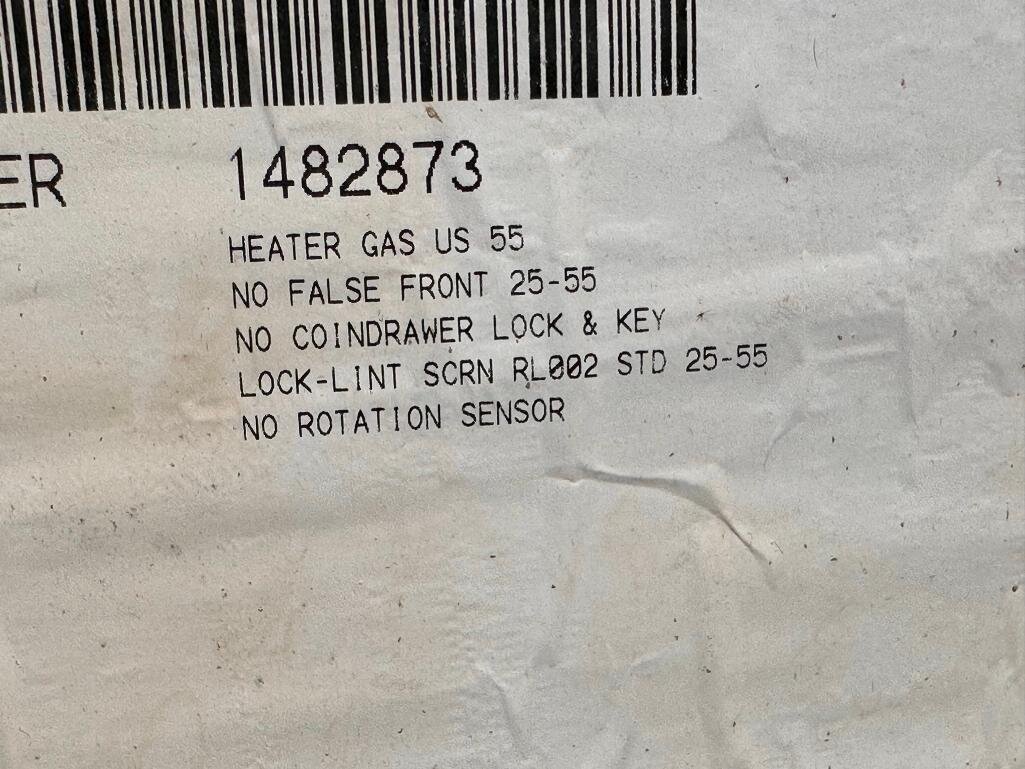 ER 1482873
HEATER GAS US 55
NO FALSE FRONT 25-55
NO COINDRAWER LOCK & KEY
LOCK-LINT SCRN RL002 STD 25-55
NO ROTATION SENSOR